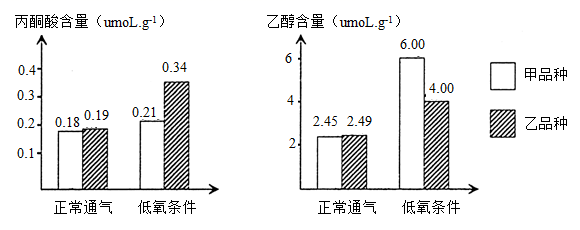 丙酮酸含量（umoL.g-1）
0.4
0.3
0.2
0.1
0.18
0.19
0.21
0.34
正常通气
低氧条件
乙醇含量（umoL.g-1）
6
4
2
2.45
2.49
6.00
4.00
正常通气
低氧条件
甲品种
乙品种